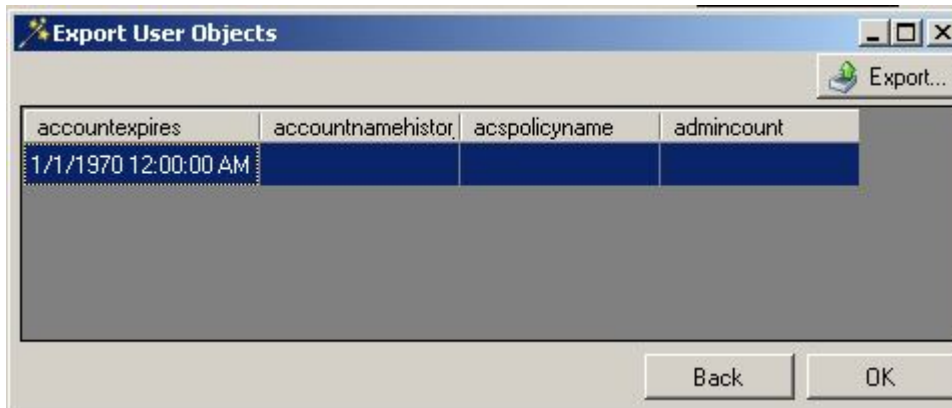 Export User Objects
Export...
accountexpires accountnamehistor acspolicyname admincount
1/1/1970 12:00:00 AM
Back OK